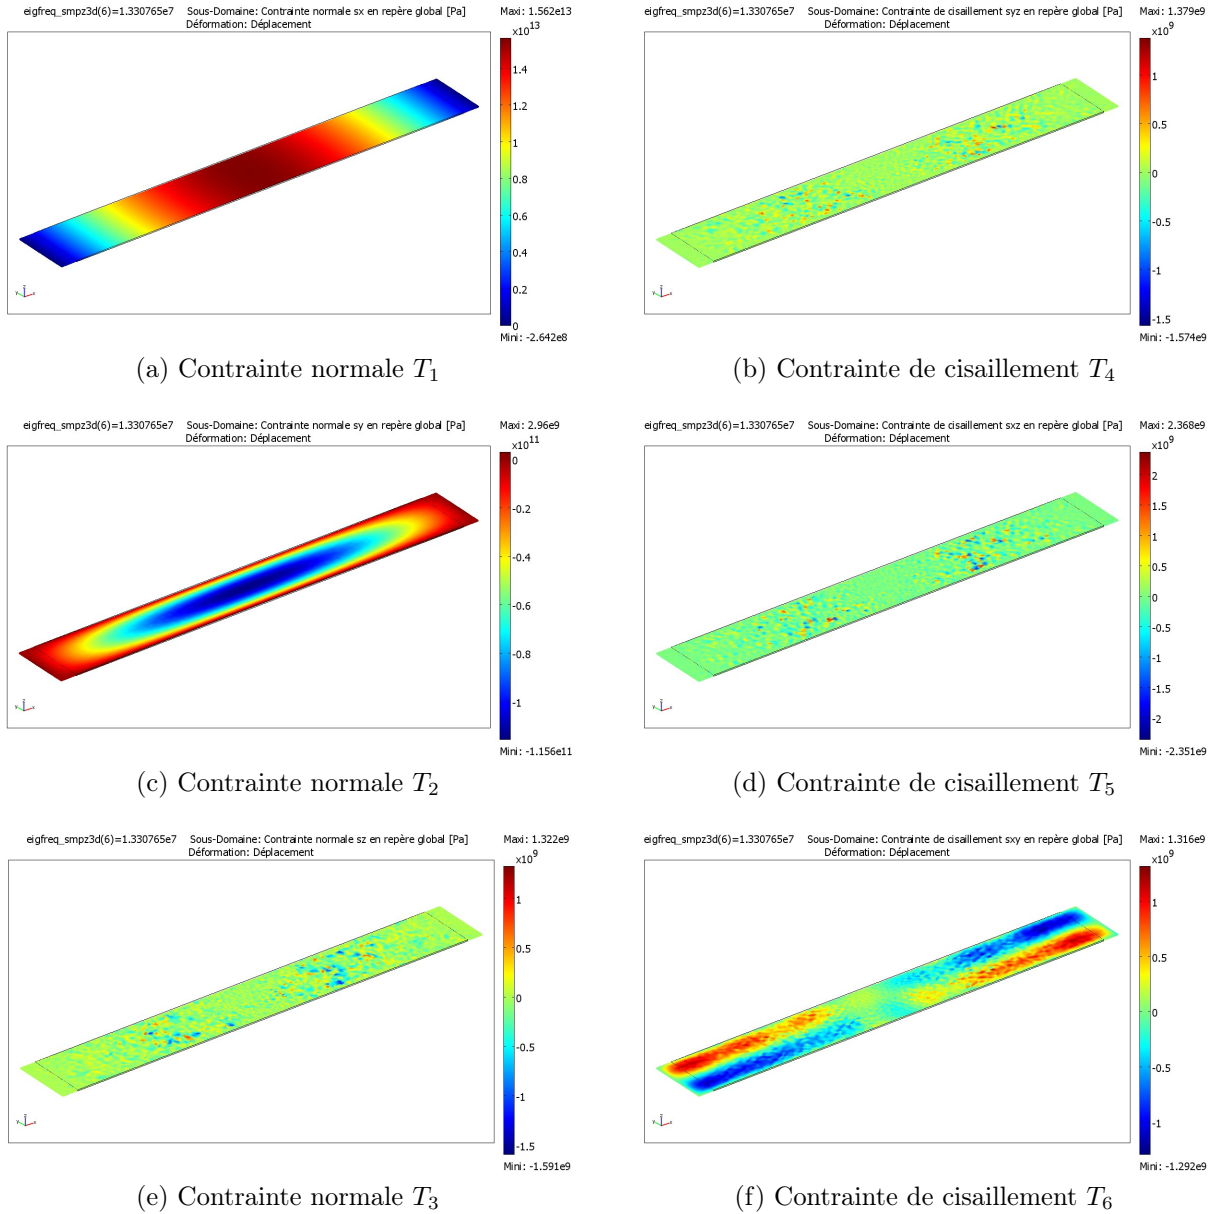 eigfreq_smpz3d(6)=1.330765e7 Sous-Domaine: Contrainte normale sx en repère global [Pa]
Déformation: Déplacement
Maxi: 1.562e13
x10^13
1.4
1.2
1
0.8
0.6
0.4
0.2
0
Mini: -2.642e8
(a) Contrainte normale T_1
eigfreq_smpz3d(6)=1.330765e7 Sous-Domaine: Contrainte de cisaillement syz en repère global [Pa]
Déformation: Déplacement
Maxi: 1.379e9
x10^9
1
0.5
0
-0.5
-1
-1.5
Mini: -1.574e9
(b) Contrainte de cisaillement T_4
eigfreq_smpz3d(6)=1.330765e7 Sous-Domaine: Contrainte normale sy en repère global [Pa]
Déformation: Déplacement
Maxi: 2.96e9
x10^11
0
-0.2
-0.4
-0.6
-0.8
-1
Mini: -1.156e11
(c) Contrainte normale T_2
eigfreq_smpz3d(6)=1.330765e7 Sous-Domaine: Contrainte de cisaillement sxz en repère global [Pa]
Déformation: Déplacement
Maxi: 2.368e9
x10^9
2
1.5
1
0.5
0
-0.5
-1
-1.5
-2
Mini: -2.351e9
(d) Contrainte de cisaillement T_5
eigfreq_smpz3d(6)=1.330765e7 Sous-Domaine: Contrainte normale sz en repère global [Pa]
Déformation: Déplacement
Maxi: 1.322e9
x10^9
1
0.5
0
-0.5
-1
-1.5
Mini: -1.591e9
(e) Contrainte normale T_3
eigfreq_smpz3d(6)=1.330765e7 Sous-Domaine: Contrainte de cisaillement sxy en repère global [Pa]
Déformation: Déplacement
Maxi: 1.316e9
x10^9
1
0.5
0
-0.5
-1
Mini: -1.292e9
(f) Contrainte de cisaillement T_6